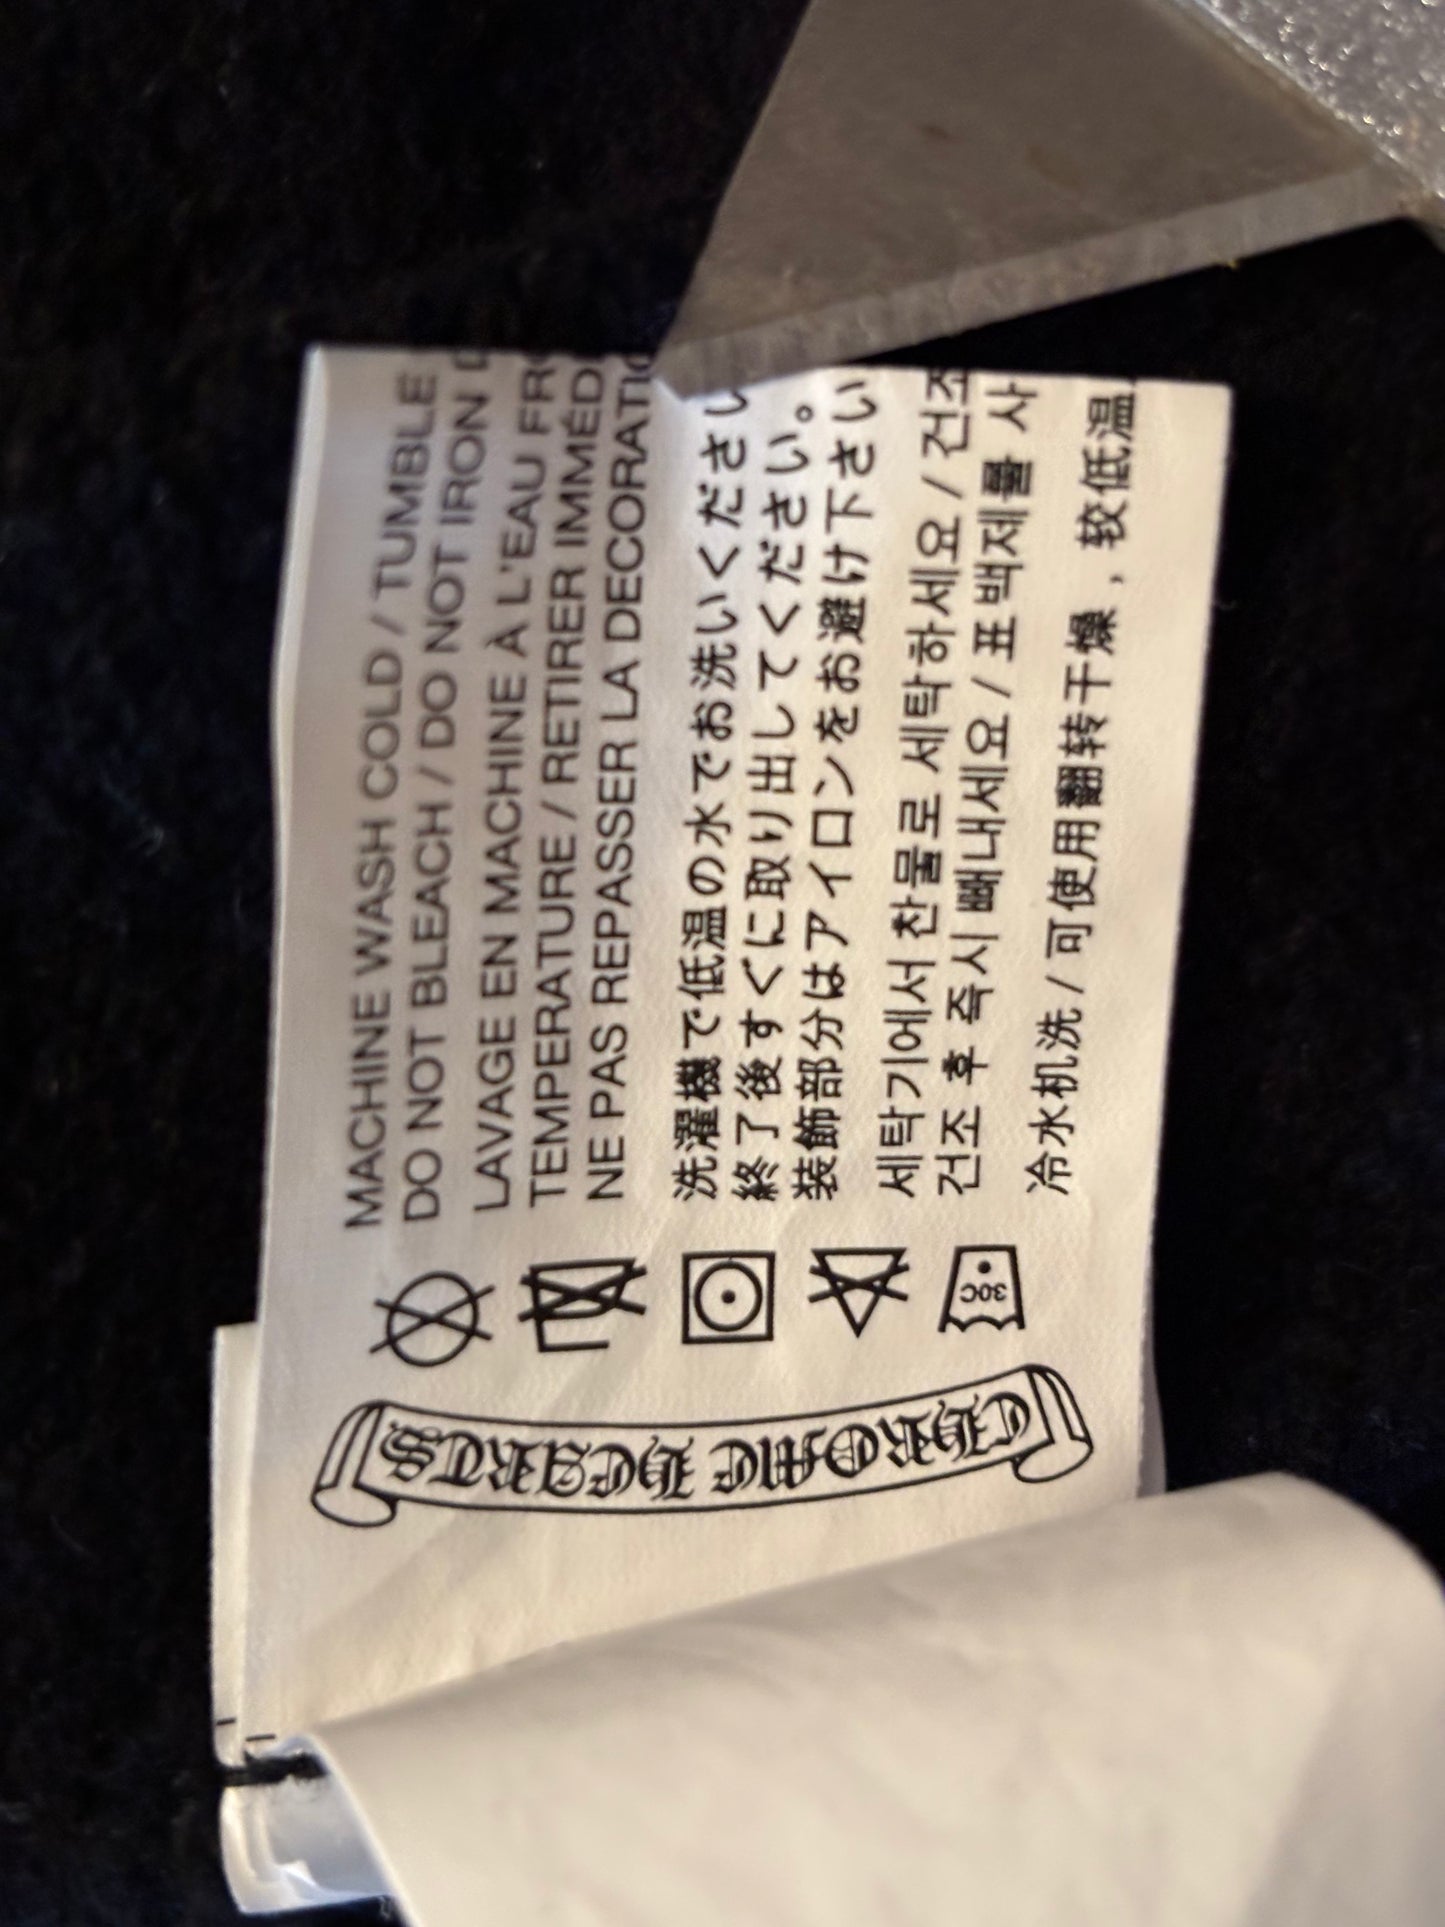 MACHINE WASH COLD / TUMBLE
DO NOT BLEACH / DO NOT IRON
LAVAGE EN MACHINE À L'EAU
TEMPERATURE / RETIRER
NE PAS REPASSER LA
洗濯機で低温の水でお洗いくださ
終了後すぐに取り出してください。
装飾部分はアイロンをお避け下さい
세탁기에서 찬물로 세탁하세요 / 건조
건조 후 즉시 빼내세요 / 표백제를 사
冷水机洗 / 可使用翻转干燥,较低温
30C
CHROME HEARTS